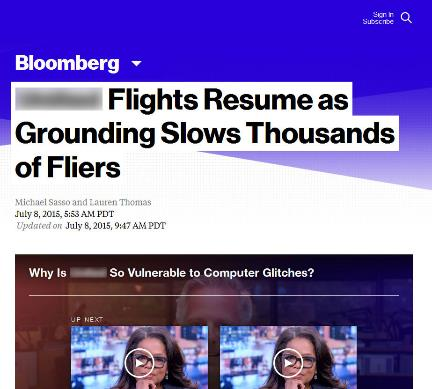 Sign In
Subscribe
Bloomberg
Flights Resume as
Grounding Slows Thousands
of Fliers
Michael Sasso and Lauren Thomas
July 8, 2015, 5:53 AM PDT
Updated on July 8, 2015, 9:47 AM PDT
Why Is So Vulnerable to Computer Glitches?
UP NEXT